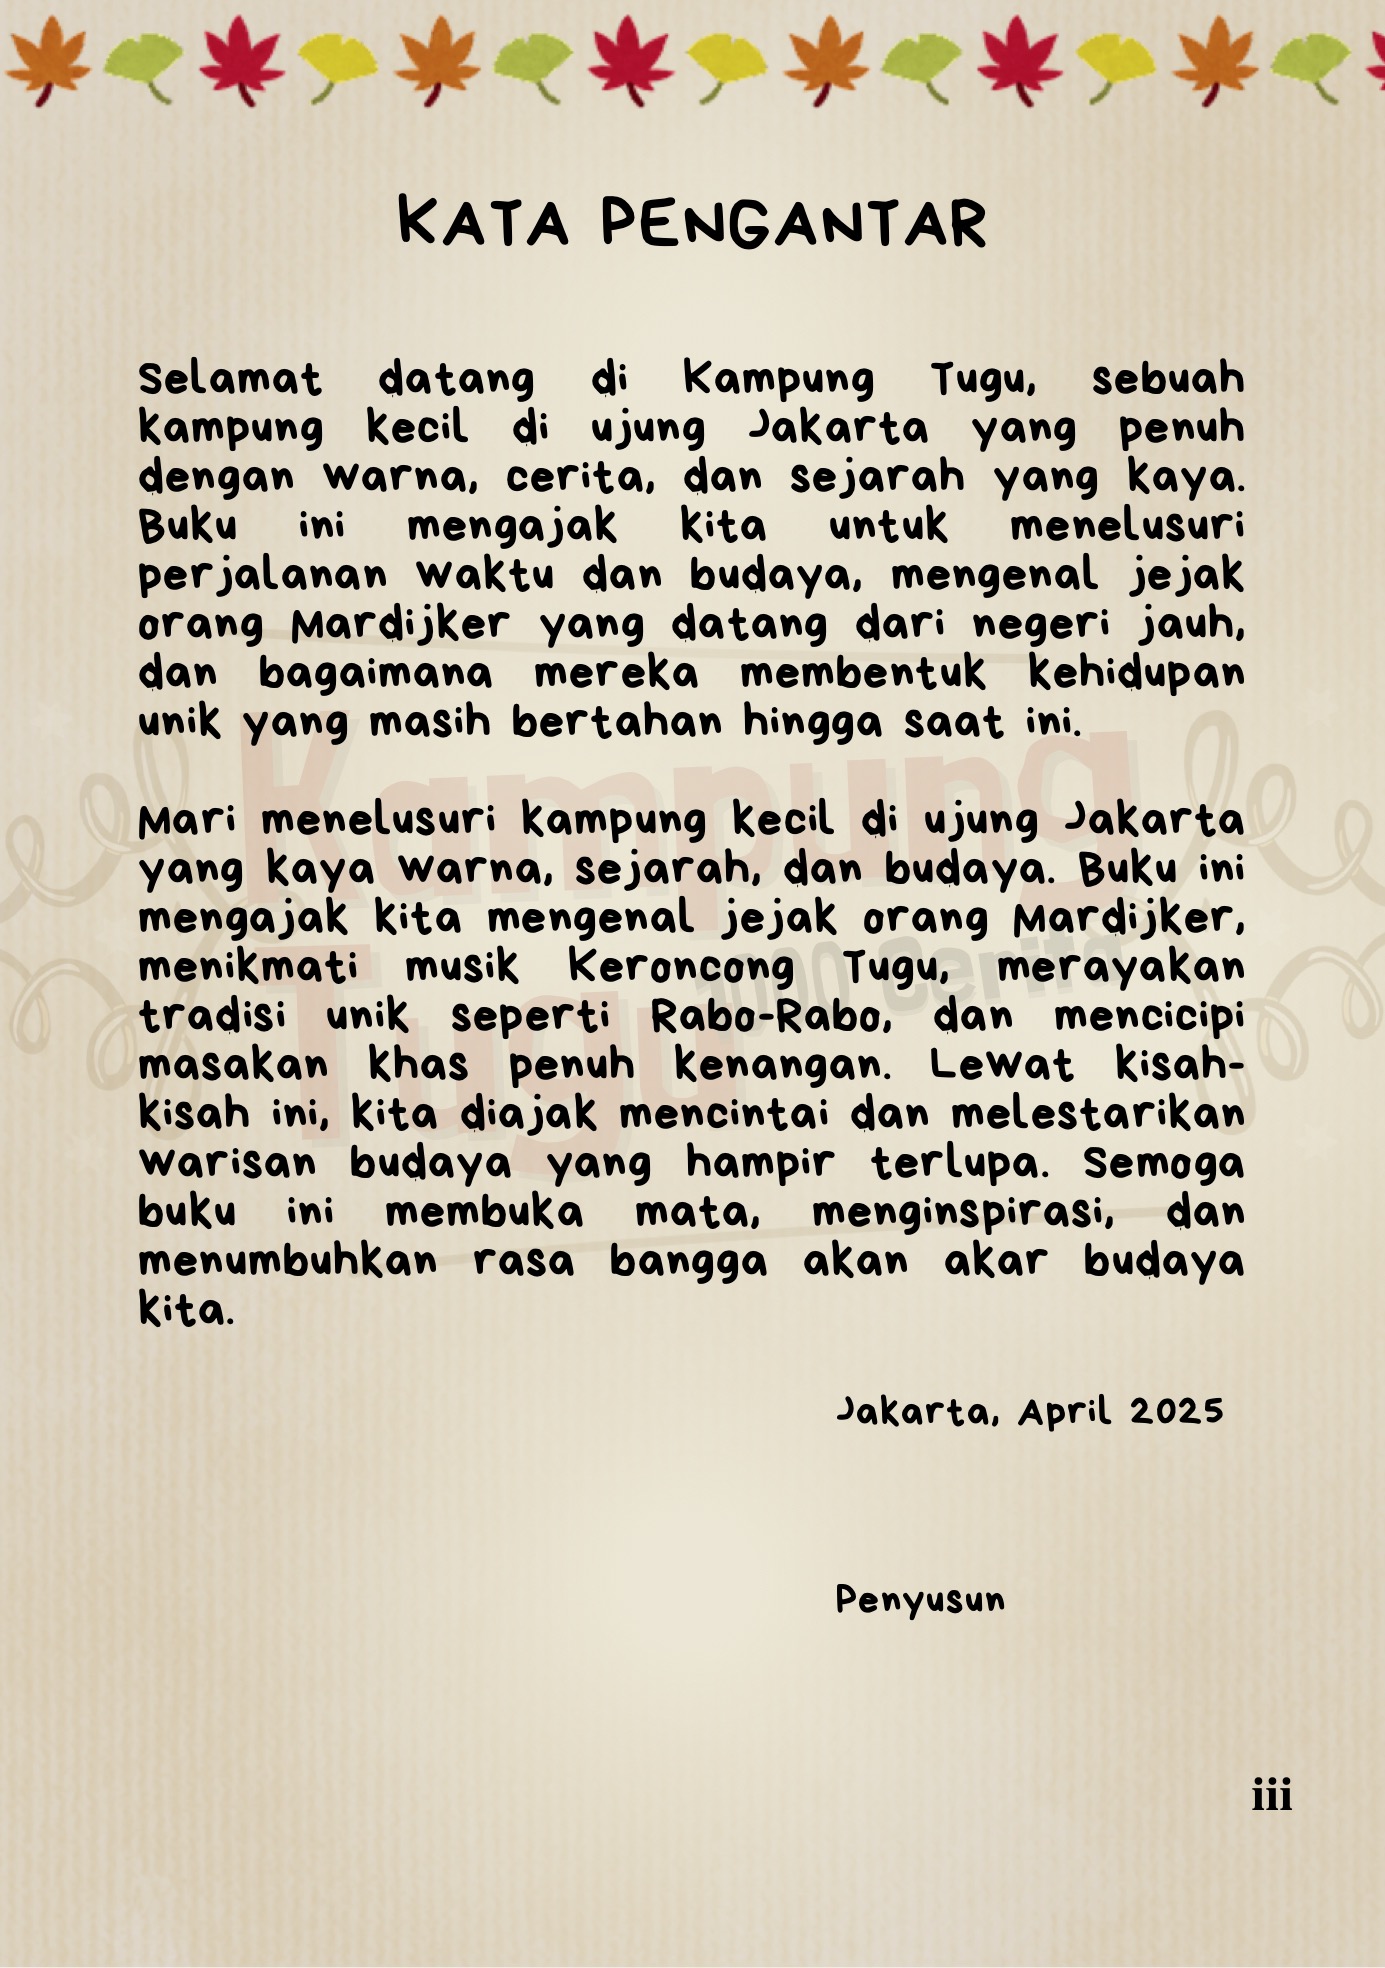 KATA PENGANTAR
Selamat datang di Kampung Tugu, sebuah
kampung kecil di ujung Jakarta yang penuh
dengan warna, cerita, dan sejarah yang kaya.
Buku ini mengajak kita untuk menelusuri
perjalanan waktu dan budaya, mengenal jejak
orang Mardijker yang datang dari negeri jauh,
dan bagaimana mereka membentuk kehidupan
unik yang masih bertahan hingga saat ini.
Mari menelusuri kampung kecil di ujung Jakarta
yang kaya warna, sejarah, dan budaya. Buku ini
mengajak kita mengenal jejak orang Mardijker,
menikmati musik Keroncong Tugu, merayakan
tradisi unik seperti Rabo-Rabo, dan mencicipi
masakan khas penuh kenangan. Lewat kisah-
kisah ini, kita diajak mencintai dan melestarikan
warisan budaya yang hampir terlupa. Semoga
buku ini membuka mata, menginspirasi, dan
menumbuhkan rasa bangga akan akar budaya
kita.
Kampung
Tugu 1000 Cerita
Jakarta, April 2025
Penyusun
iii